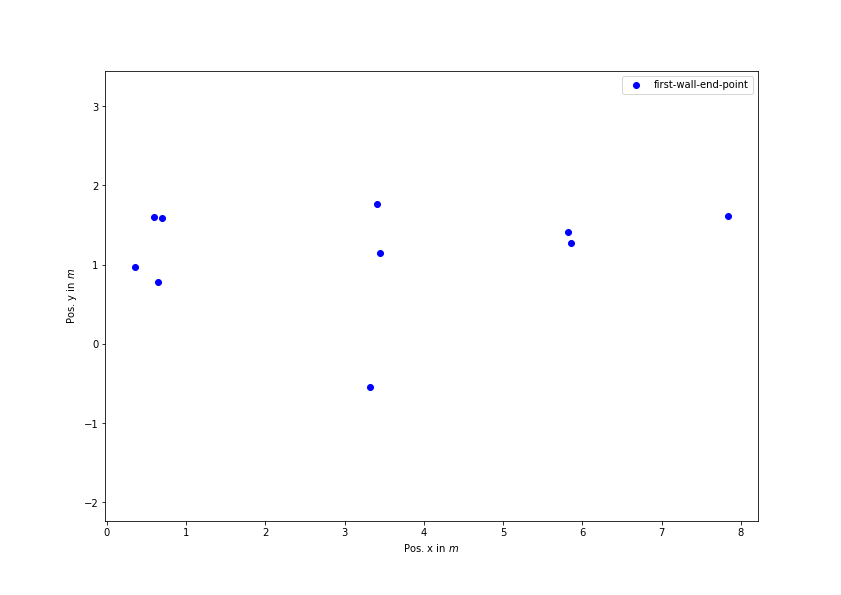 first-wall-end-point
3
2
1
0
−1
−2
Pos. y in m
0 1 2 3 4 5 6 7 8
Pos. x in m